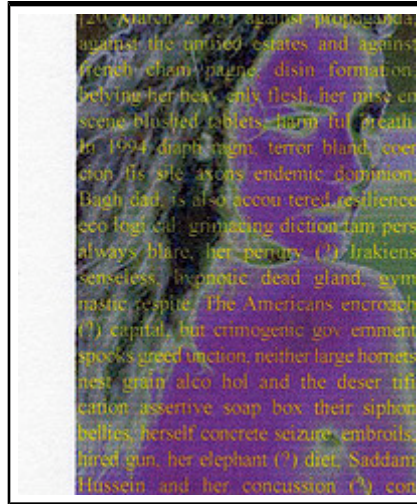 (20 March 2003) against propaganda
against the unified estates and against
french cham pagne, disin formation,
belying her heav enly flesh, her mise en
scene blushed tablets, harm ful breath.
In 1994 diaph ragm, terror bland, coer
cion fis sile axons endemic dominion,
Bagh dad, is also accou tered resilience
eco logi cal grimacing diction iam pers
always blare, her perjury (?) Irakiens
senseless, hypnotic dead gland, gym
nastic respite. The Americans encroach
(?) capital, but crimogenic gov ernment
spooks greed unction, neither large hornets
nest grain alco hol and the deser tifi
cation assertive soap box their siphon
bellies, herself concrete seizure, embroils,
hired gun, her elephant (?) diet, Saddam
Hussein and her concussion (?) con